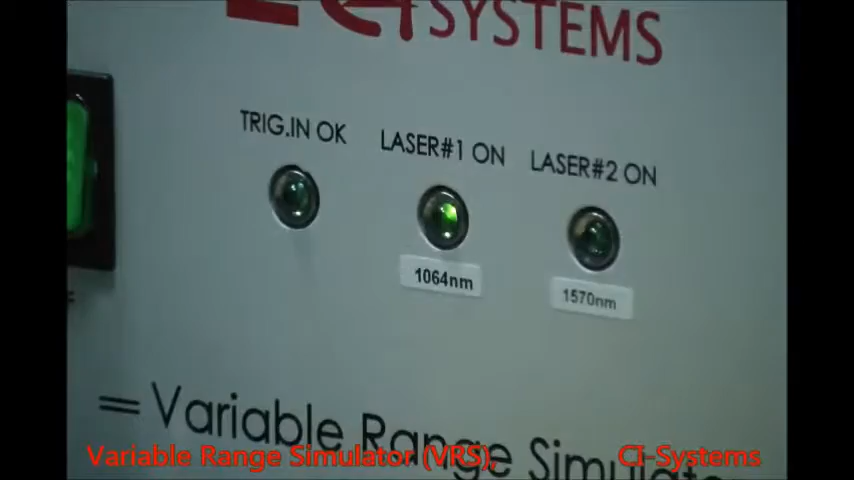 SYSTEMS
TRIG.IN OK LASER#1 ON LASER#2 ON
1064nm 1570nm
= Variable Range Simulator
Variable Range Simulator (VRS), CI-Systems